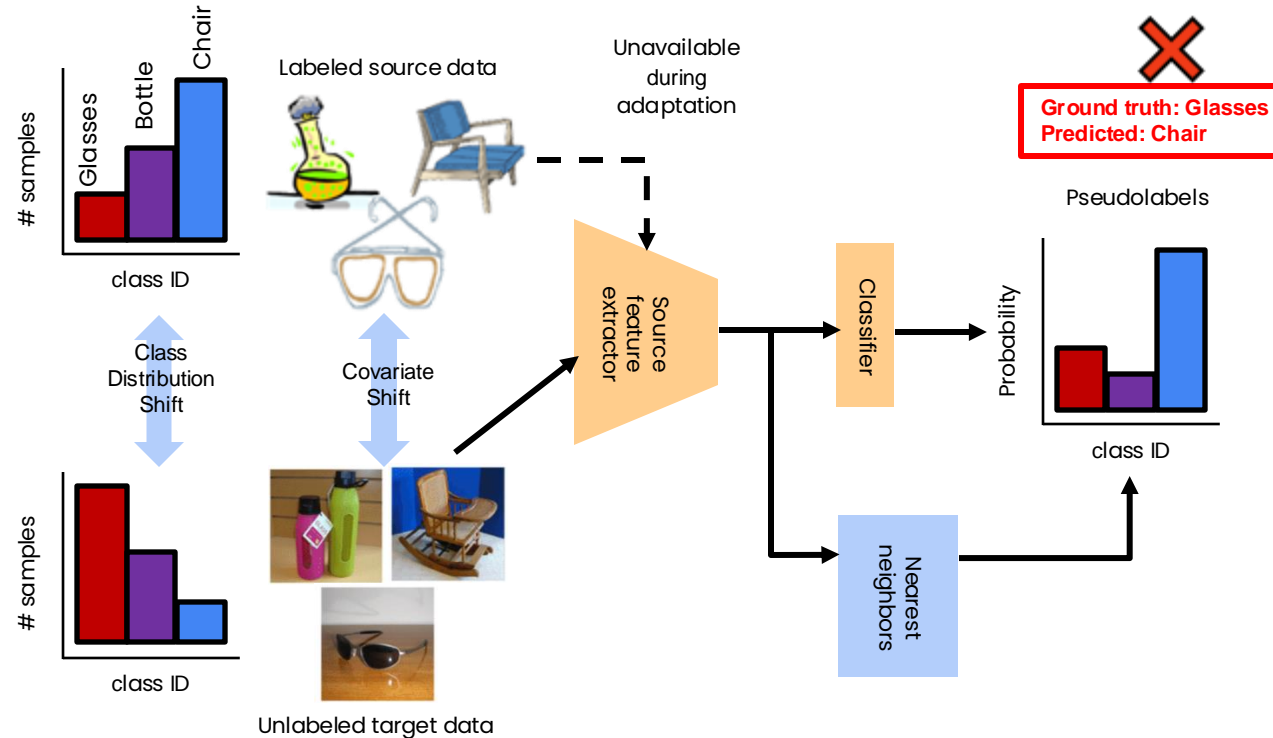 # samples
Glasses
Bottle
Chair
class ID
Labeled source data
Unavailable
during
adaptation
Ground truth: Glasses
Predicted: Chair
Pseudolabels
Class
Distribution
Shift
Covariate
Shift
Source
feature
extractor
Classifier
Probability
class ID
# samples
class ID
Unlabeled target data
Nearest
neighbors